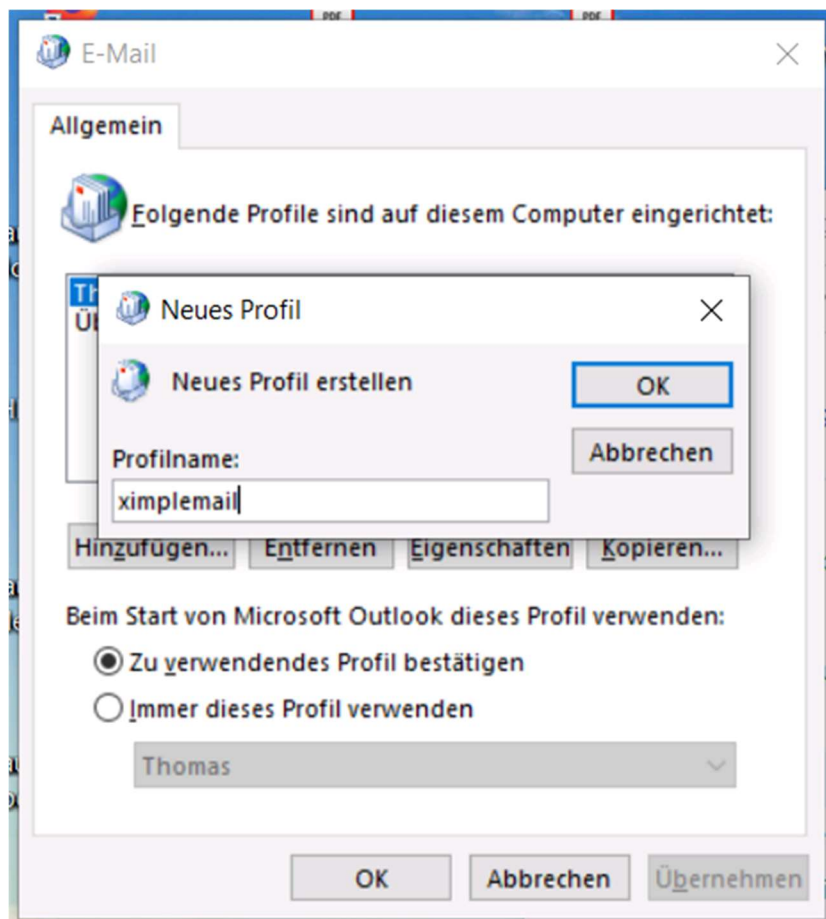 PDF
PDF
E-Mail
Allgemein
Folgende Profile sind auf diesem Computer eingerichtet:
Neues Profil
Neues Profil erstellen
OK
Abbrechen
Profilname:
ximplemail
Hinzufügen...
Entfernen
Eigenschaften
Kopieren...
Beim Start von Microsoft Outlook dieses Profil verwenden:
Zu verwendendes Profil bestätigen
Immer dieses Profil verwenden
Thomas
OK
Abbrechen
Übernehmen